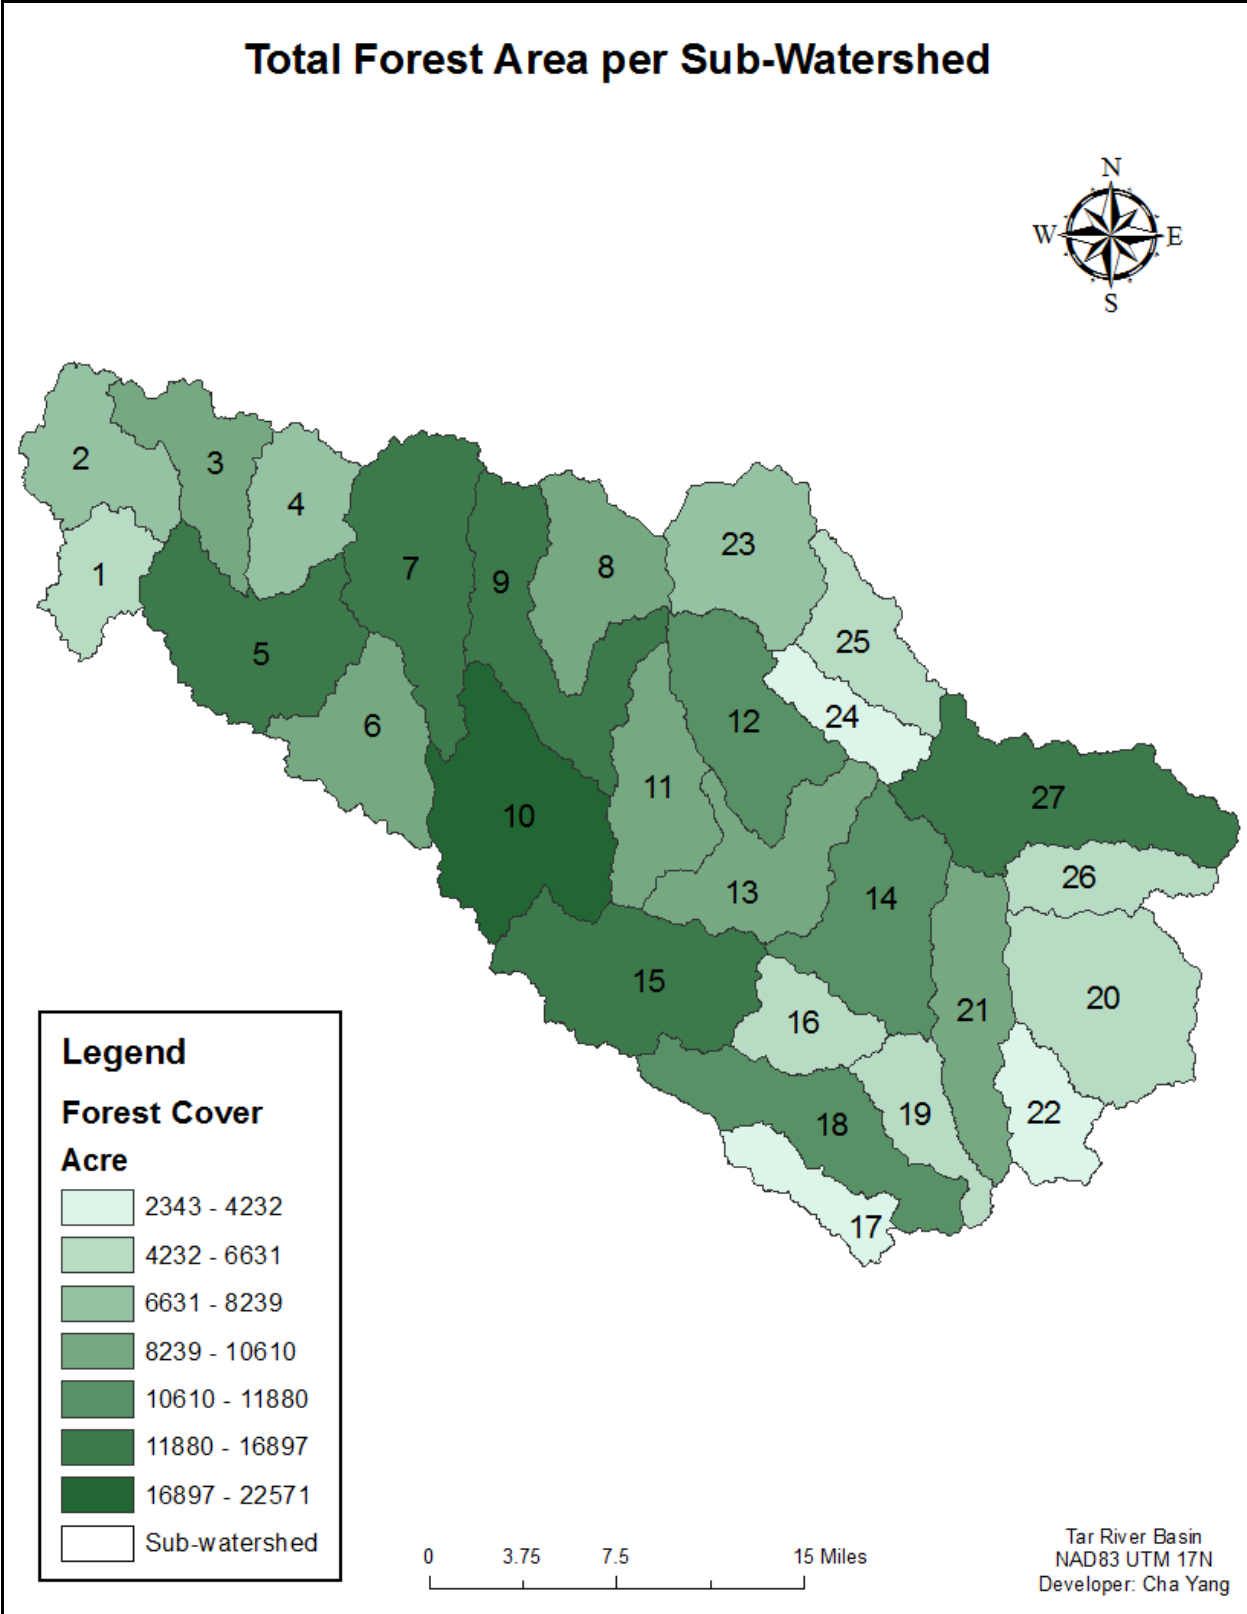 Total Forest Area per Sub-Watershed
N
W E
S
2
3
4
1
7
9
8
23
5
25
6
12
24
11
10
27
13
14
26
15
16
21
20
18
19
22
17
Legend
Forest Cover
Acre
2343 - 4232
4232 - 6631
6631 - 8239
8239 - 10610
10610 - 11880
11880 - 16897
16897 - 22571
Sub-watershed
0 3.75 7.5 15 Miles
Tar River Basin
NAD83 UTM 17N
Developer: Cha Yang